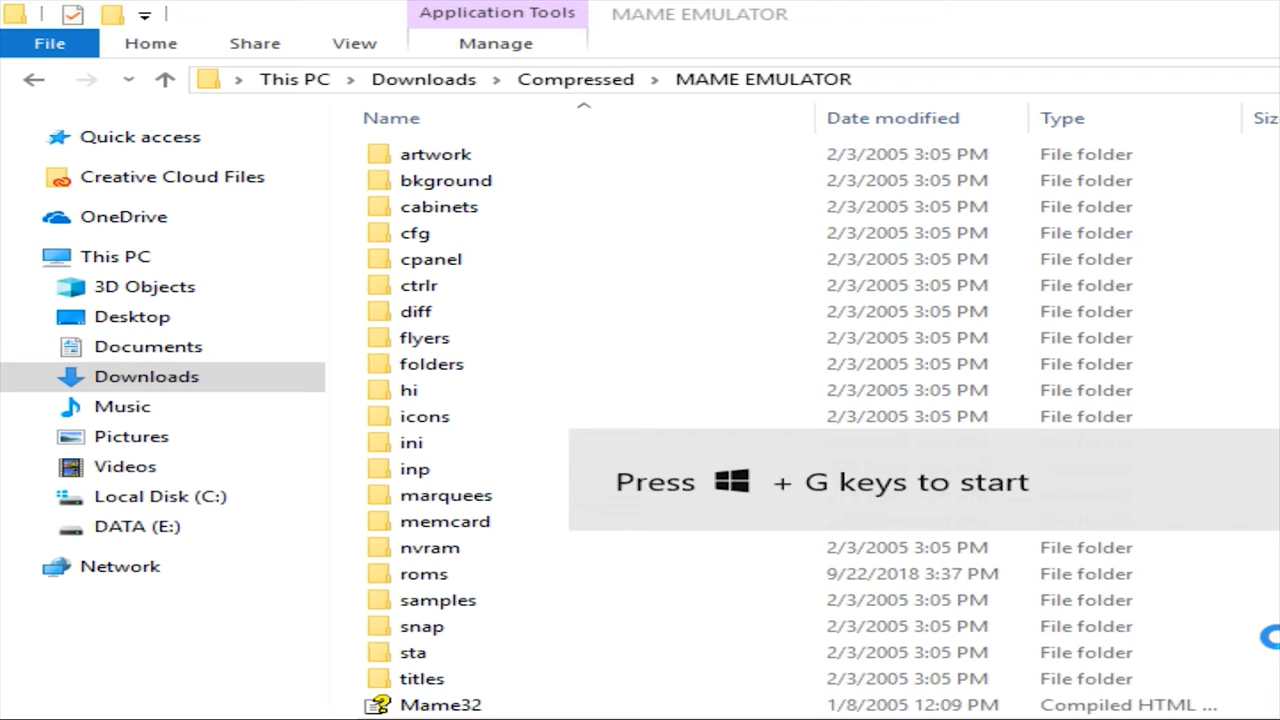 Application Tools MAME EMULATOR
File Home Share View Manage
This PC Downloads Compressed MAME EMULATOR
Name Date modified Type Siz
Quick access
Creative Cloud Files
OneDrive
This PC
3D Objects
Desktop
Documents
Downloads
Music
Pictures
Videos
Local Disk (C:)
DATA (E:)
Network
artwork 2/3/2005 3:05 PM File folder
bkground 2/3/2005 3:05 PM File folder
cabinets 2/3/2005 3:05 PM File folder
cfg 2/3/2005 3:05 PM File folder
cpanel 2/3/2005 3:05 PM File folder
ctrlr 2/3/2005 3:05 PM File folder
diff 2/3/2005 3:05 PM File folder
flyers 2/3/2005 3:05 PM File folder
folders 2/3/2005 3:05 PM File folder
hi 2/3/2005 3:05 PM File folder
icons 2/3/2005 3:05 PM File folder
ini
inp
marquees
memcard
nvram 2/3/2005 3:05 PM File folder
roms 9/22/2018 3:37 PM File folder
samples 2/3/2005 3:05 PM File folder
snap 2/3/2005 3:05 PM File folder
sta 2/3/2005 3:05 PM File folder
titles 2/3/2005 3:05 PM File folder
Mame32 1/8/2005 12:09 PM Compiled HTML ...
Press + G keys to start